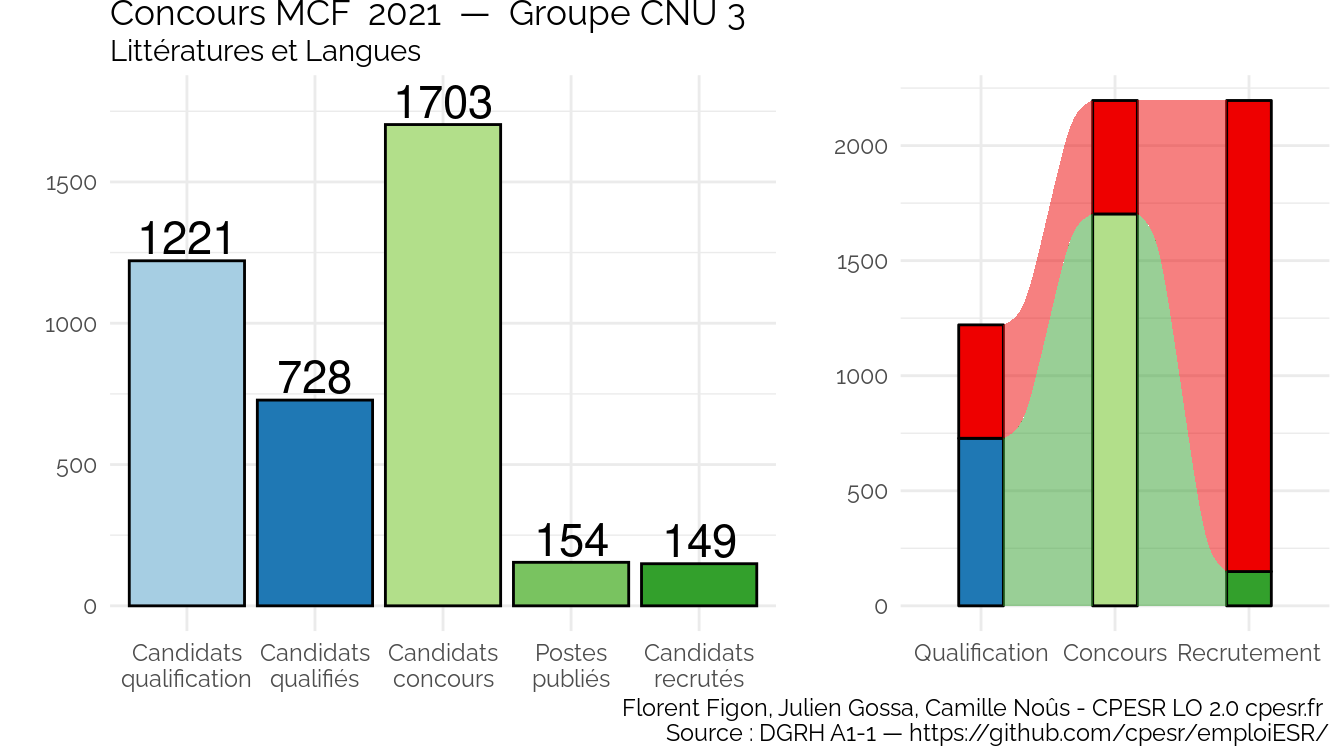 Concours MCF 2021 — Groupe CNU 3
Littératures et Langues
1703
1221
728
154
149
1500
1000
500
0
Candidats qualification
Candidats qualifiés
Candidats concours
Postes publiés
Candidats recrutés
2000
1500
1000
500
0
Qualification Concours Recrutement
Florent Figon, Julien Gossa, Camille Noûs - CPESR LO 2.0 cpesr.fr
Source : DGRH A1-1 — https://github.com/cpesr/emploiESR/